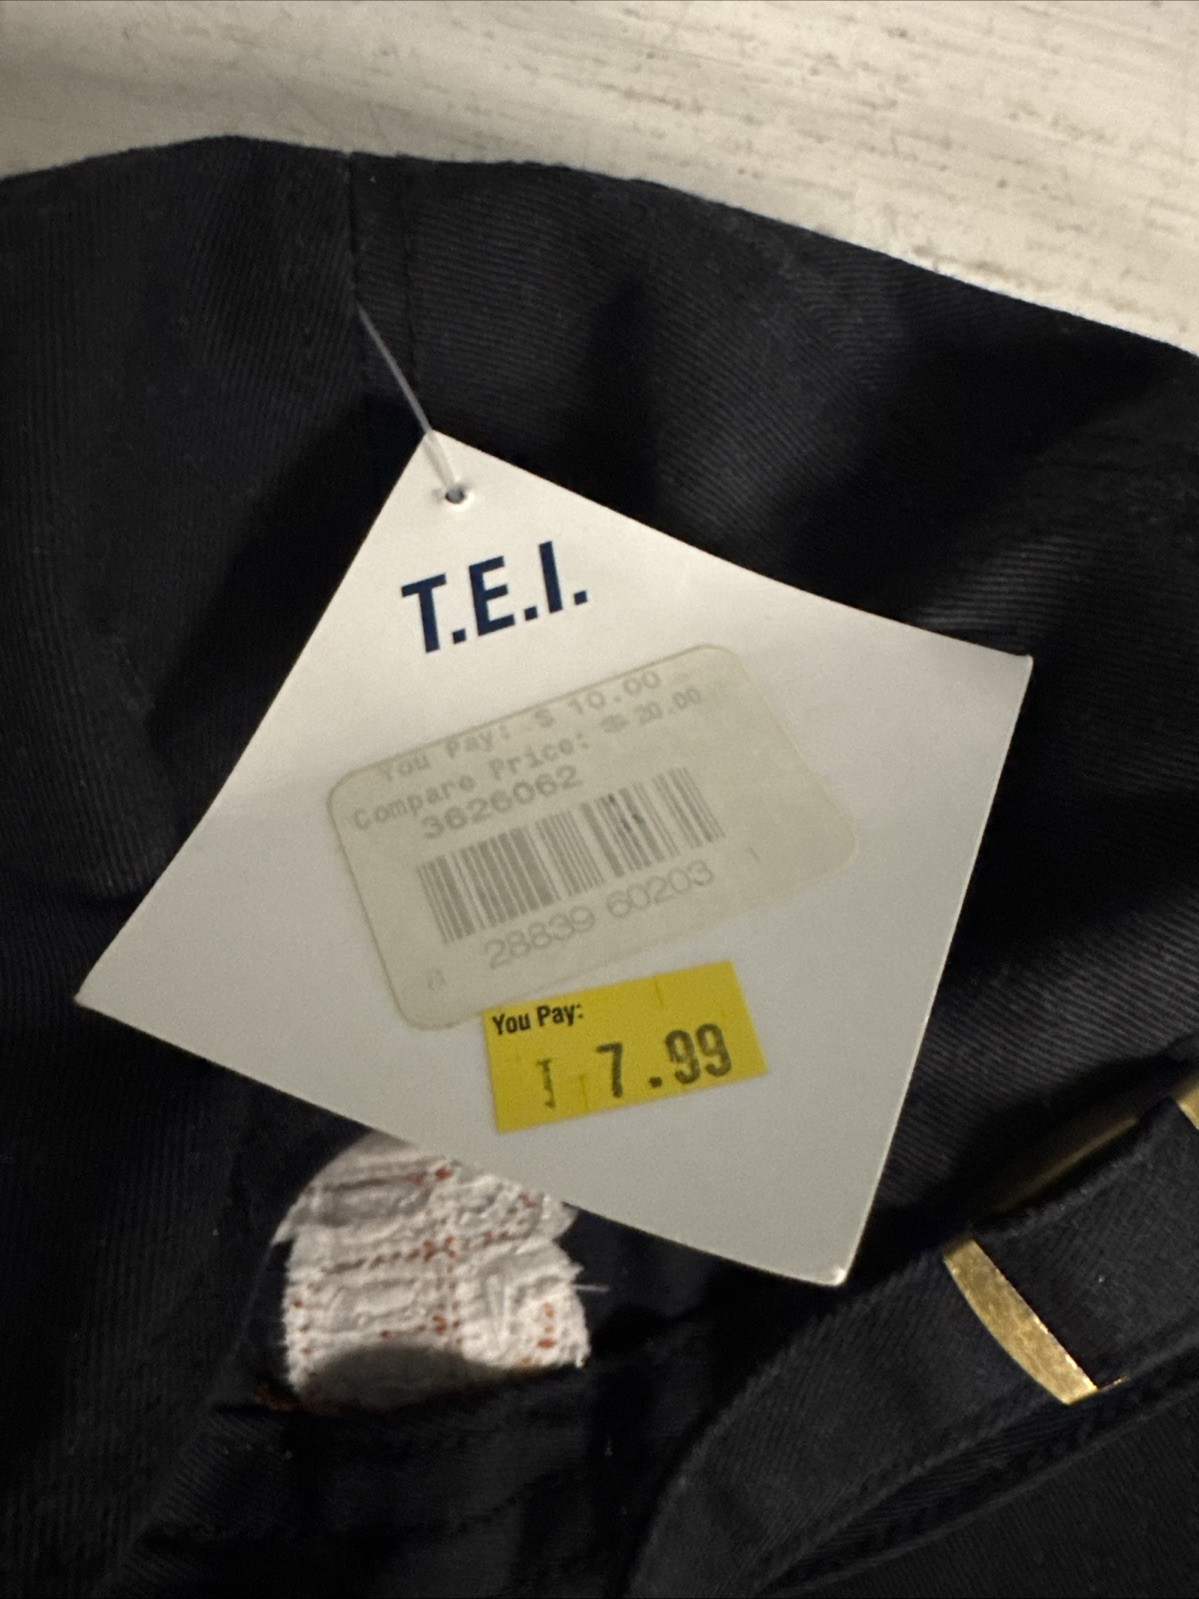 T.E.I.
You Pay: $ 10.00
Compare Price: $ 20.00
3626062
28839 60203
You Pay:
7.99